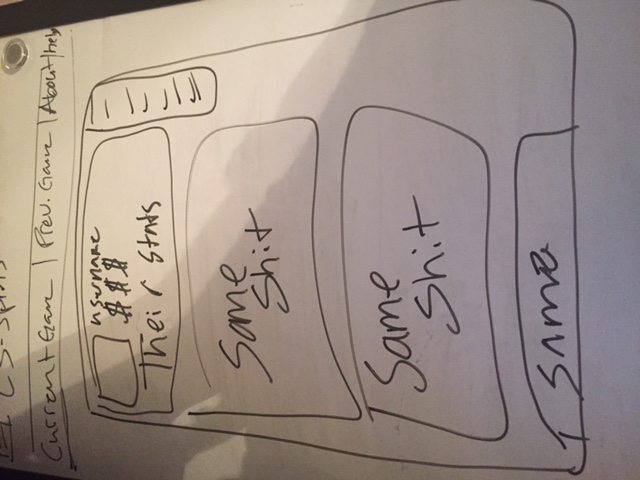 Current Game | Prev. Game | About/help
username
$$$
Their Stats
Same
Shit
Same
Shit
Same